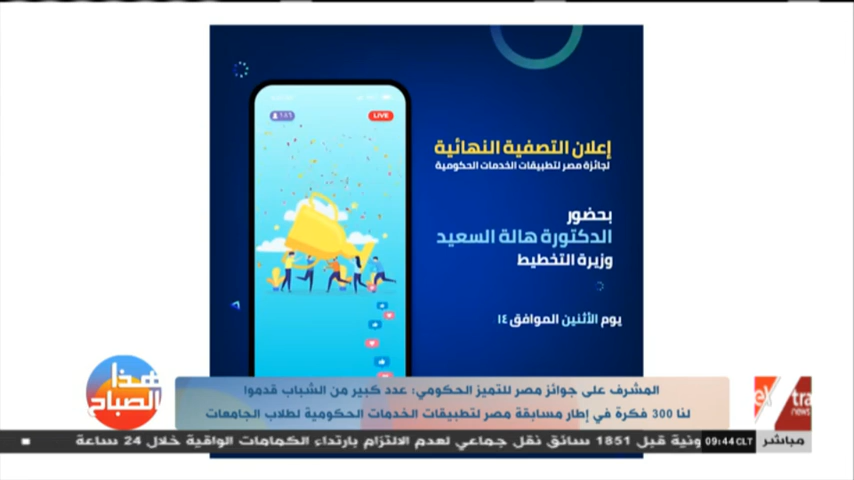 ١٨٦
LIVE
إعلان التصفية النهائية
لجائزة مصر لتطبيقات الخدمات الحكومية
بحضور
الدكتورة هالة السعيد
وزيرة التخطيط
يوم الأثنين الموافق ١٤
هذا
الصباح
المشرف على جوائز مصر للتميز الحكومي: عدد كبير من الشباب قدموا
لنا 300 فكرة في إطار مسابقة مصر لتطبيقات الخدمات الحكومية لطلاب الجامعات
tra
news
مباشر
09:44 CLT
ونية قبل 1851 سائق نقل جماعي لعدم الالتزام بارتداء الكمامات الواقية خلال 24 ساعة